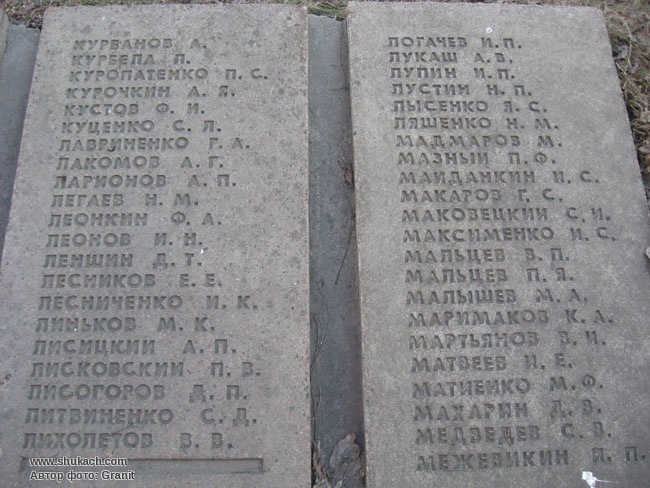 КУРБАНОВ А.
КУРБЕЛА П.
КУРОПАТЕНКО П. С.
КУРОЧКИН А. Я.
КУСТОВ Ф. И.
КУЦЕНКО С. Л.
ЛАВРИНЕНКО Г. А.
ЛАКОМОВ А. Г.
ЛАРИОНОВ А. П.
ЛЕГАЕВ Н. М.
ЛЕОНКИН Ф. А.
ЛЕОНОВ И. Н.
ЛЕНШИН Д. Т.
ЛЕСНИКОВ Е. Е.
ЛЕСНИЧЕНКО И. К.
ЛИНЬКОВ М. К.
ЛИСИЦКИЙ А. П.
ЛИСКОВСКИЙ П. В.
ЛИСОГОРОВ Д. П.
ЛИТВИНЕНКО С. Д.
ЛИХОЛЕТОВ В. В.
ЛОГАЧЕВ И. П.
ЛУКАШ А. В.
ЛУПИН И. П.
ЛУСТИН Н. П.
ЛЫСЕНКО Я. С.
ЛЯШЕНКО Н. М.
МАДМАРОВ М.
МАЗНЫЙ П. Ф.
МАЙДАНКИН И. С.
МАКАРОВ Г. С.
МАКОВЕЦКИЙ С. И.
МАКСИМЕНКО И. С.
МАЛЬЦЕВ В. П.
МАЛЬЦЕВ П. Я.
МАЛЫШЕВ М. А.
МАРИМАКОВ К. А.
МАРТЬЯНОВ В. И.
МАТВЕЕВ И. Е.
МАТИЕНКО М. Ф.
МАХАРИН Д. В.
МЕДВЕДЕВ С. В.
МЕЖЕВИКИН П.
www.shukach.com
Автор фото: Granit